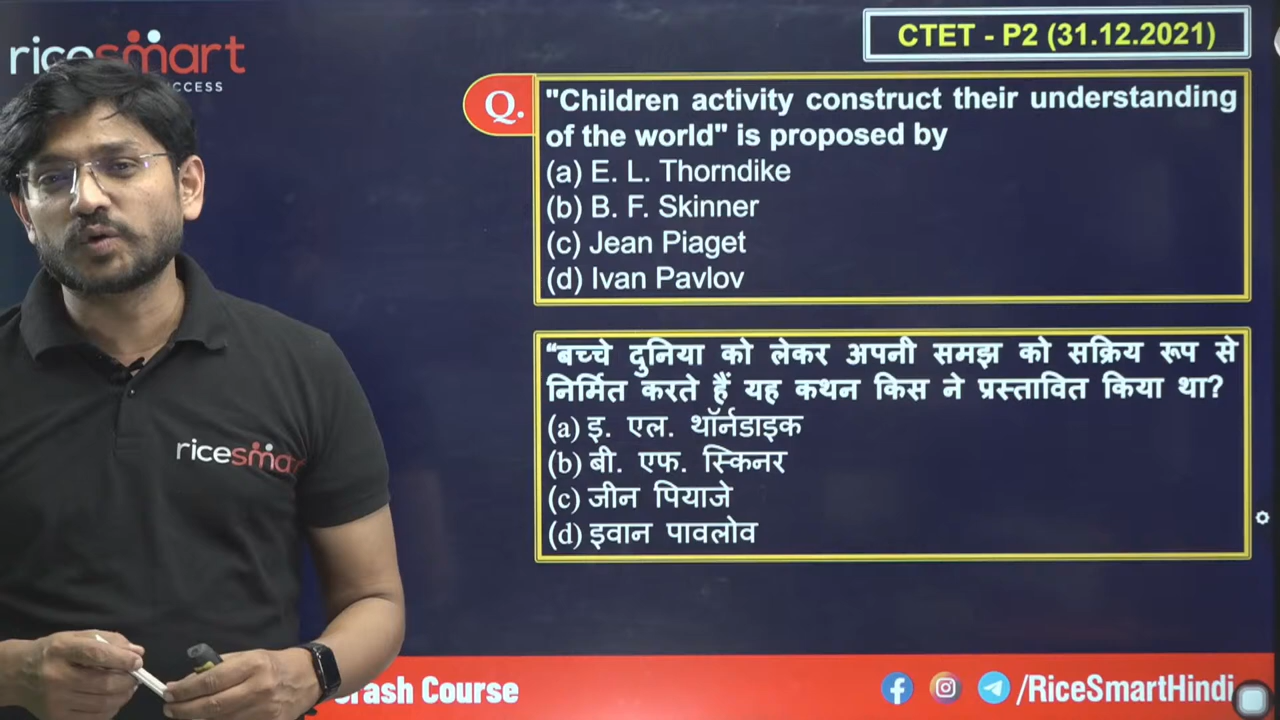 ricesmart
CCESS
CTET - P2 (31.12.2021)
Q.
"Children activity construct their understanding
of the world" is proposed by
(a) E. L. Thorndike
(b) B. F. Skinner
(c) Jean Piaget
(d) Ivan Pavlov
“बच्चे दुनिया को लेकर अपनी समझ को सक्रिय रूप से
निर्मित करते हैं यह कथन किस ने प्रस्तावित किया था?
(a) इ. एल. थॉर्नडाइक
(b) बी. एफ. स्किनर
(c) जीन पियाजे
(d) इवान पावलोव
ricesmar
Crash Course
/RiceSmartHindi